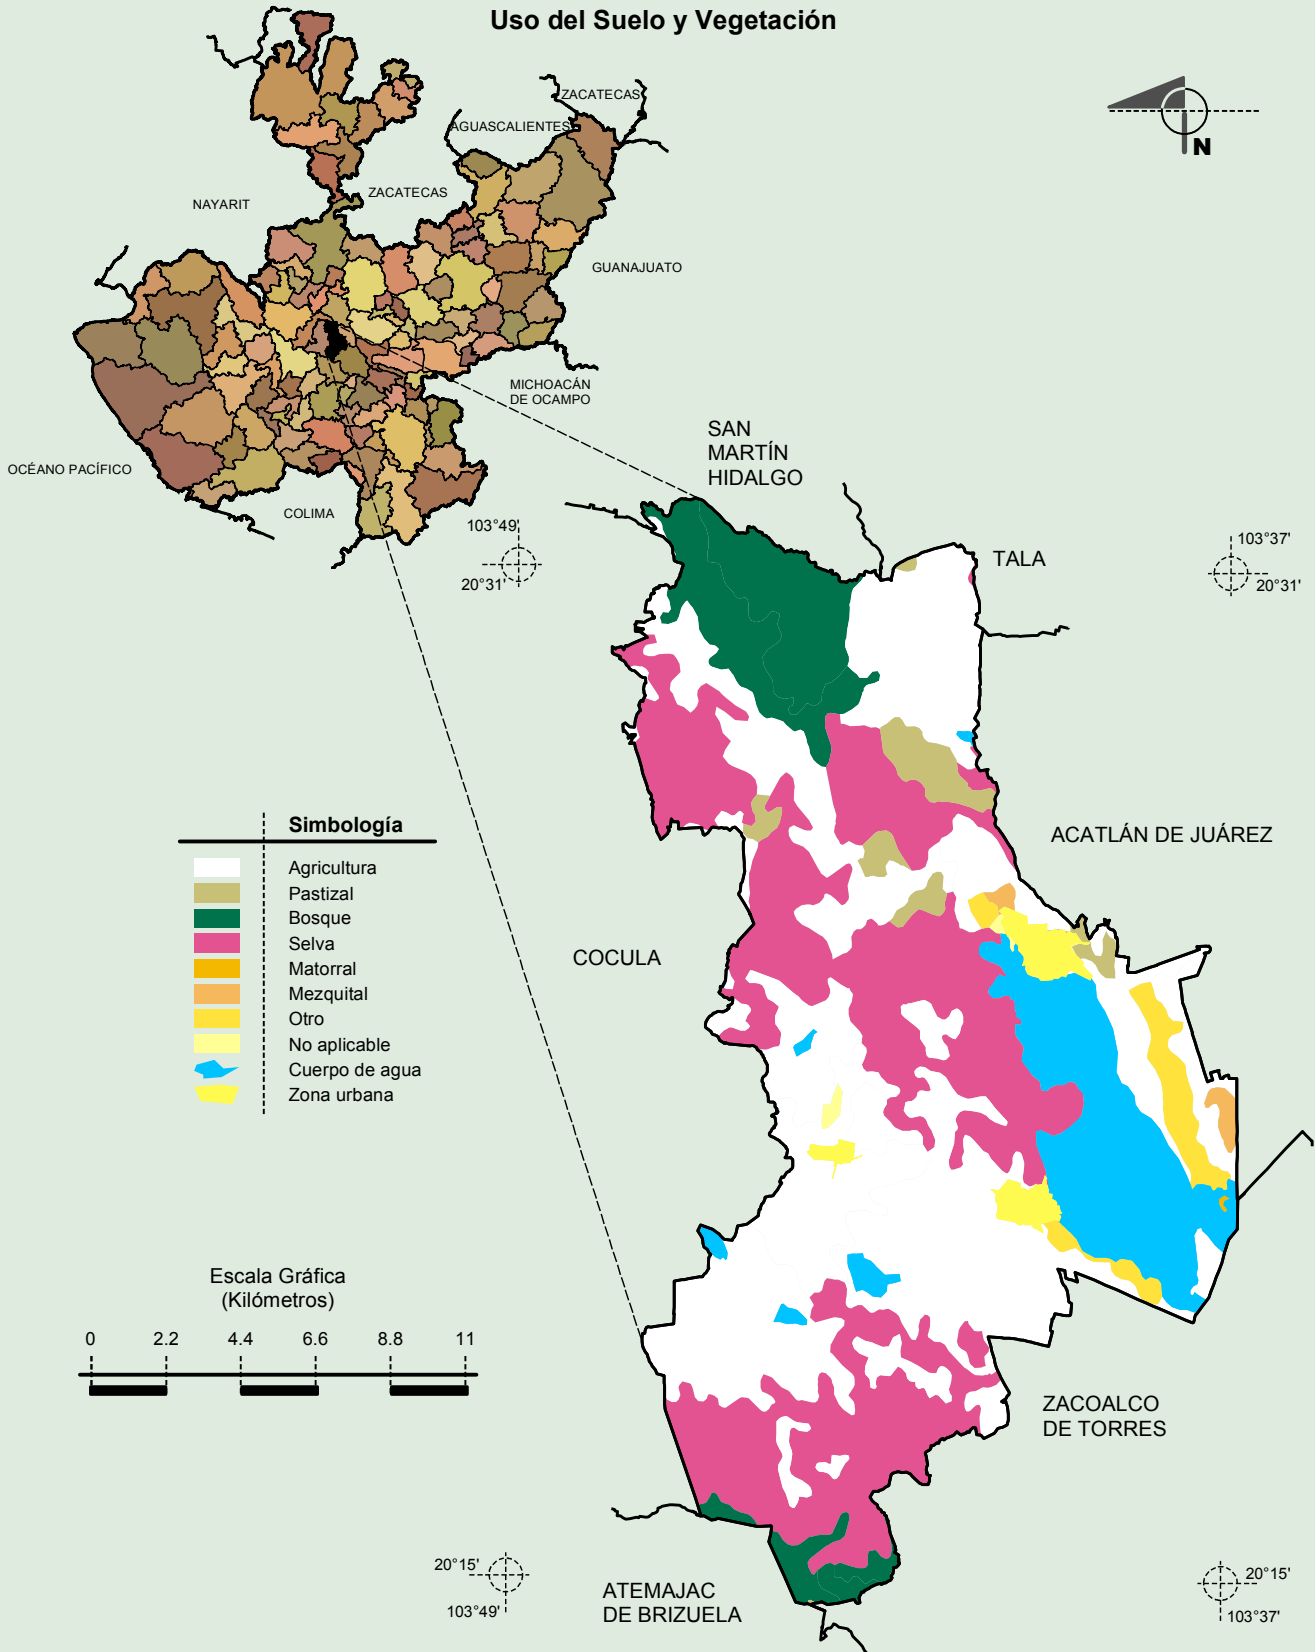 Uso del Suelo y Vegetación
ZACATECAS
AGUASCALIENTES
NAYARIT
ZACATECAS
N
GUANAJUATO
MICHOACÁN
DE OCAMPO
OCÉANO PACÍFICO
COLIMA
SAN
MARTÍN
HIDALGO
103°49'
20°31'
TALA
103°37'
20°31'
Simbología
Agricultura
Pastizal
Bosque
Selva
Matorral
Mezquital
Otro
No aplicable
Cuerpo de agua
Zona urbana
ACATLÁN DE JUÁREZ
COCULA
Escala Gráfica
(Kilómetros)
0 2.2 4.4 6.6 8.8 11
ZACOALCO
DE TORRES
20°15'
103°49'
ATEMAJAC
DE BRIZUELA
20°15'
103°37'